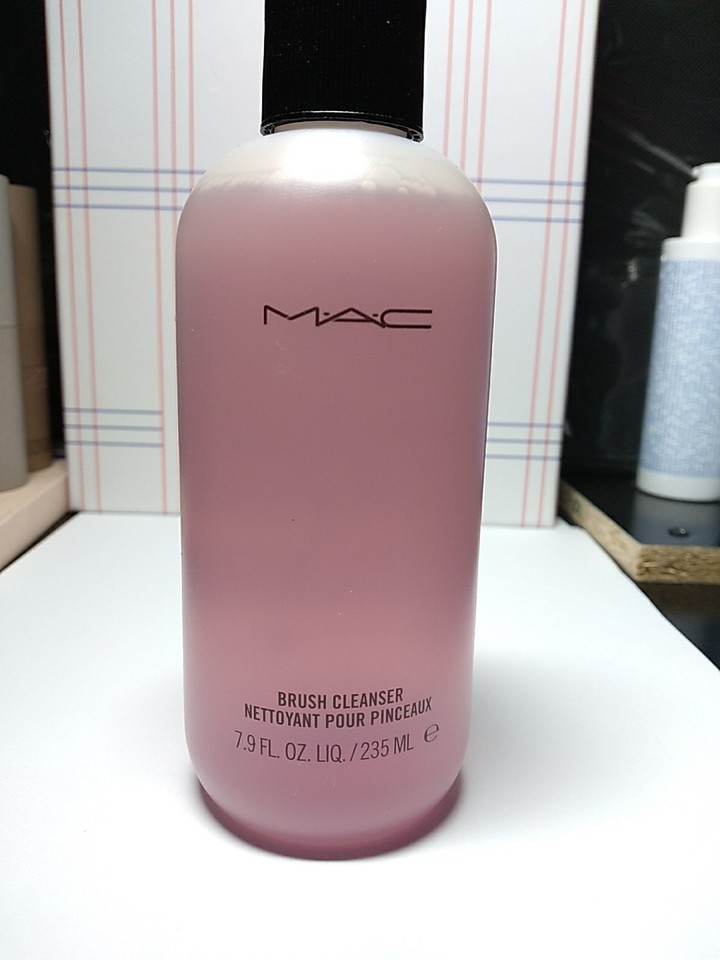 M·A·C
BRUSH CLEANSER
NETTOYANT POUR PINCEAUX
7.9 FL. OZ. LIQ. / 235 ML ℮